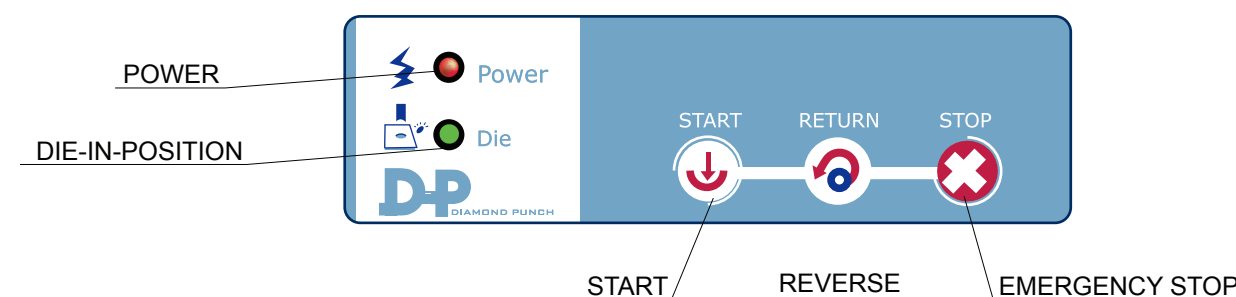 POWER
Power
DIE-IN-POSITION
Die
D-P
DIAMOND PUNCH
START RETURN STOP
START REVERSE EMERGENCY STOP